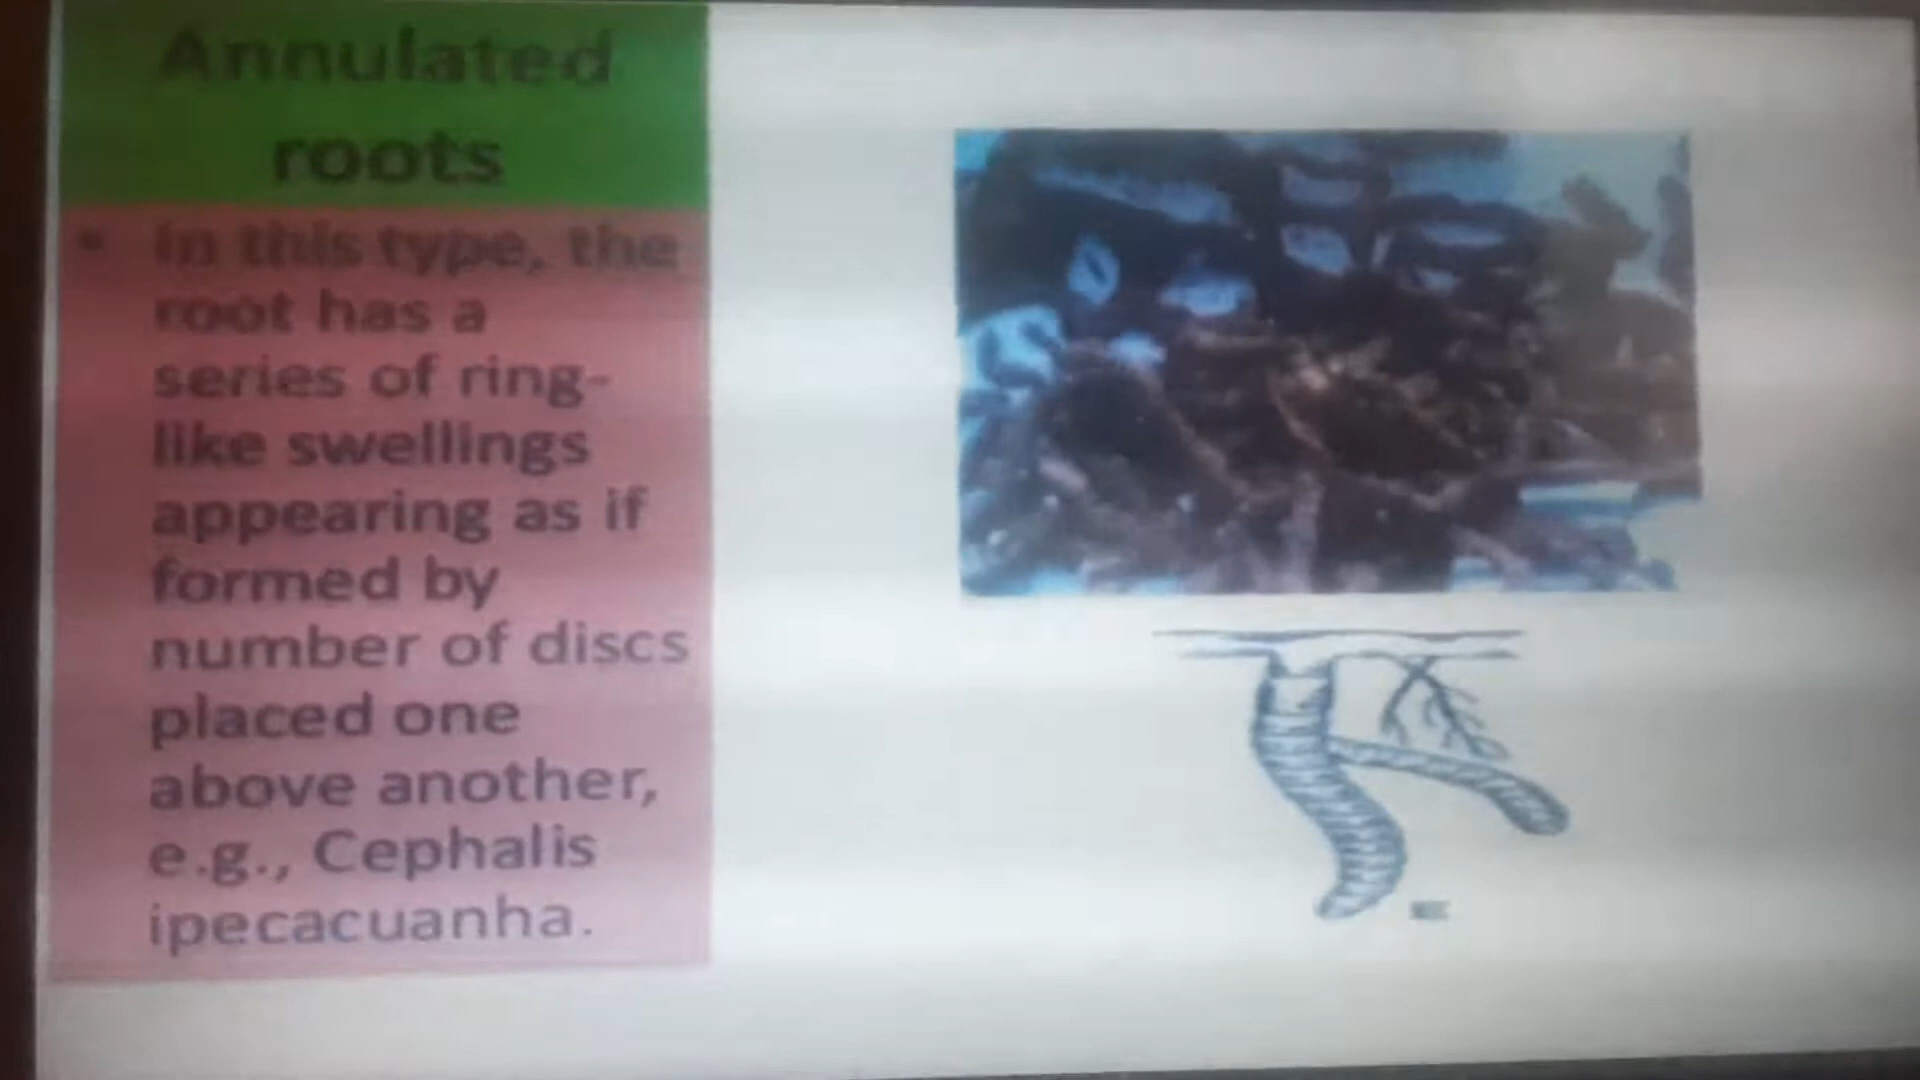 Annulated
roots
• In this type, the
root has a
series of ring-
like swellings
appearing as if
formed by
number of discs
placed one
above another,
e.g., Cephalis
ipecacuanha.